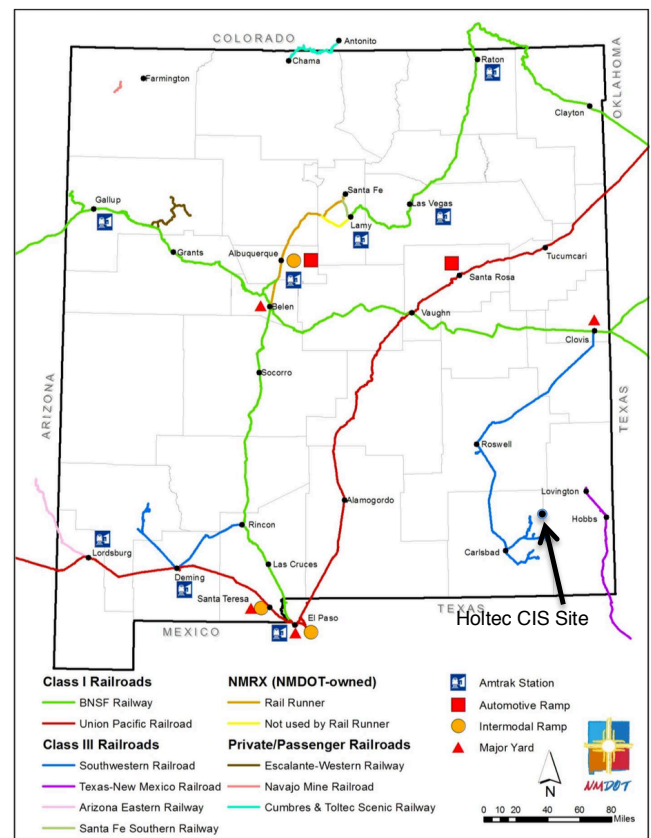 COLORADO
Antonito
Chama
Raton
Farmington
OKLAHOMA
Clayton
Santa Fe
Gallup
Las Vegas
Lamy
Grants
Albuquerque
Tucumcari
Santa Rosa
Belen
Vaughn
Clovis
Socorro
ARIZONA
TEXAS
Roswell
Lovington
Alamogordo
Rincon
Hobbs
Lordsburg
Carlsbad
Deming
Las Cruces
Santa Teresa
TEXAS
El Paso
Holtec CIS Site
MEXICO
Class I Railroads
BNSF Railway
Union Pacific Railroad
Class III Railroads
Southwestern Railroad
Texas-New Mexico Railroad
Arizona Eastern Railway
Santa Fe Southern Railway
NMRX (NMDOT-owned)
Rail Runner
Not used by Rail Runner
Private/Passenger Railroads
Escalante-Western Railway
Navajo Mine Railroad
Cumbres & Toltec Scenic Railway
Amtrak Station
Automotive Ramp
Intermodal Ramp
Major Yard
N
NMDOT
0 20 40 60 80
Miles